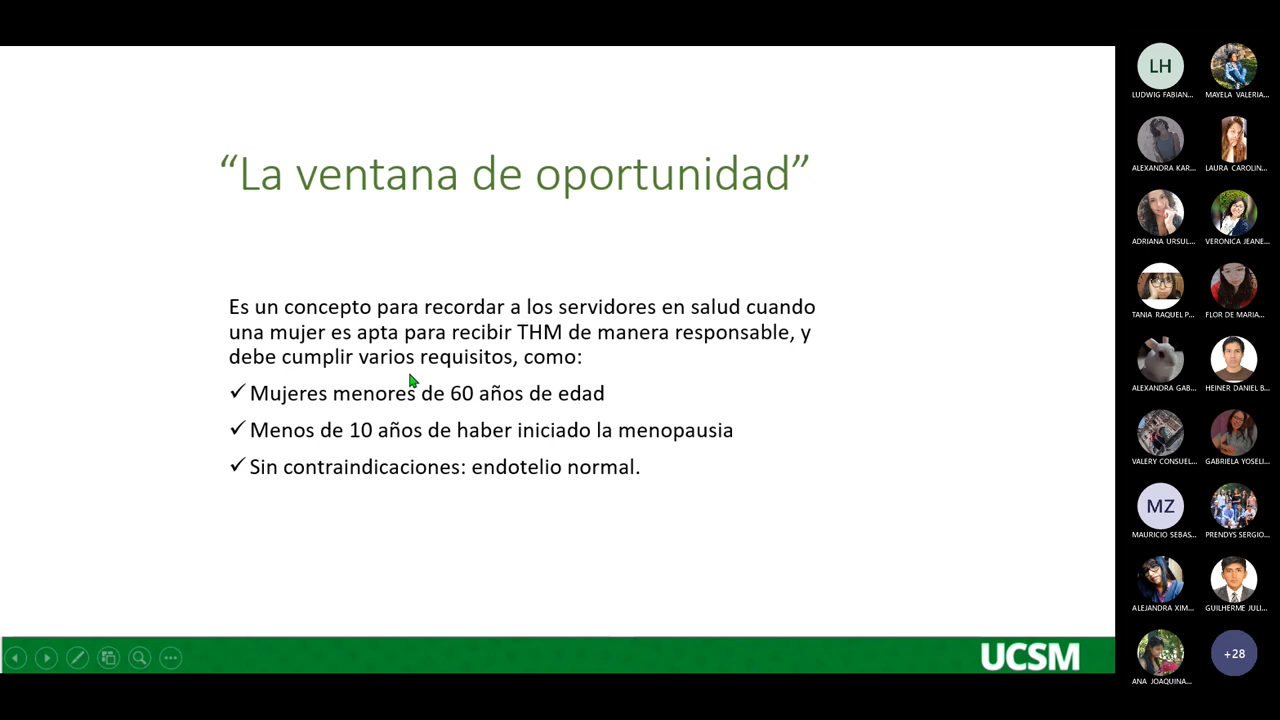 “La ventana de oportunidad”
Es un concepto para recordar a los servidores en salud cuando
una mujer es apta para recibir THM de manera responsable, y
debe cumplir varios requisitos, como:
✓ Mujeres menores de 60 años de edad
✓ Menos de 10 años de haber iniciado la menopausia
✓ Sin contraindicaciones: endotelio normal.
UCSM
LH
LUDWIG FABIAN...
MAYELA VALERIA...
ALEXANDRA KAR...
LAURA CAROLIN...
ADRIANA URSUL...
VERONICA JEANE...
TANIA RAQUEL P...
FLOR DE MARIA...
ALEXANDRA GAB...
HEINER DANIEL B...
VALERY CONSUEL...
GABRIELA YOSELI...
MZ
MAURICIO SEBAS...
PRENDYS SERGIO...
ALEJANDRA XIM...
GUILHERME JULI...
ANA JOAQUINA...
+28